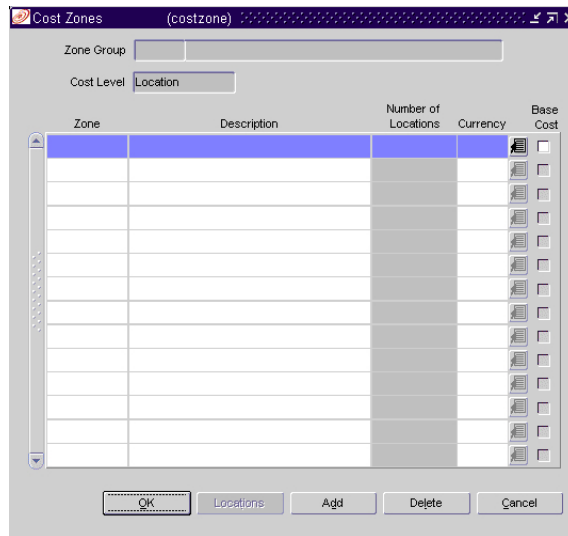 Cost Zones (costzone)
Zone Group
Cost Level Location
Zone Description Number of Locations Currency Base Cost
OK Locations Add Delete Cancel